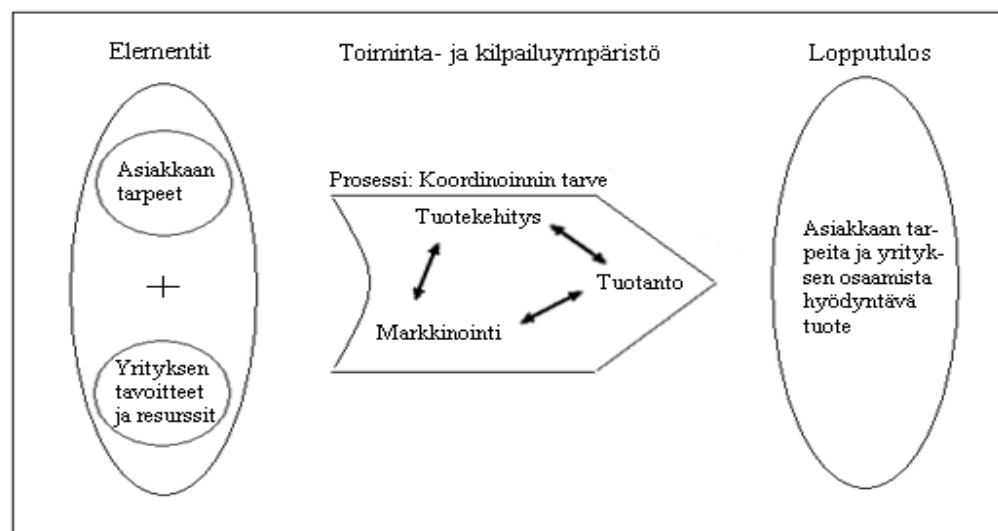 Elementit
Toiminta- ja kilpailuympäristö
Lopputulos
Asiakkaan
tarpeet
+
Yrityksen
tavoitteet
ja resurssit
Prosessi: Koordinoinnin tarve
Tuotekehitys
Tuotanto
Markkinointi
Asiakkaan tar-
peita ja yrityk-
sen osaamista
hyödyntävä
tuote